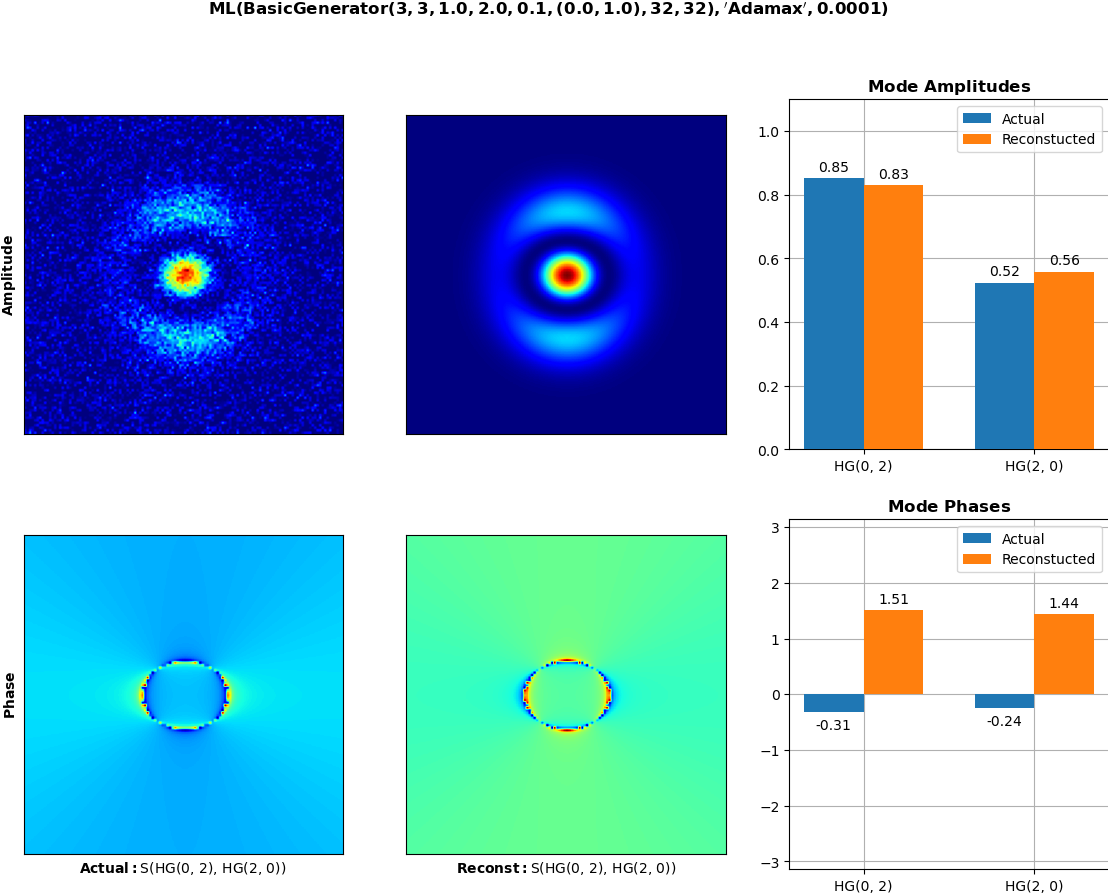 ML(BasicGenerator(3, 3, 1.0, 2.0, 0.1, (0.0, 1.0), 32, 32), ′Adamax′, 0.0001)
Amplitude
Mode Amplitudes
Actual
Reconstucted
1.0
0.8
0.6
0.4
0.2
0.0
0.85
0.83
0.52
0.56
HG(0, 2)
HG(2, 0)
Phase
Actual: S(HG(0, 2), HG(2, 0))
Reconst: S(HG(0, 2), HG(2, 0))
Mode Phases
Actual
Reconstucted
3
2
1
0
−1
−2
−3
-0.31
1.51
-0.24
1.44
HG(0, 2)
HG(2, 0)